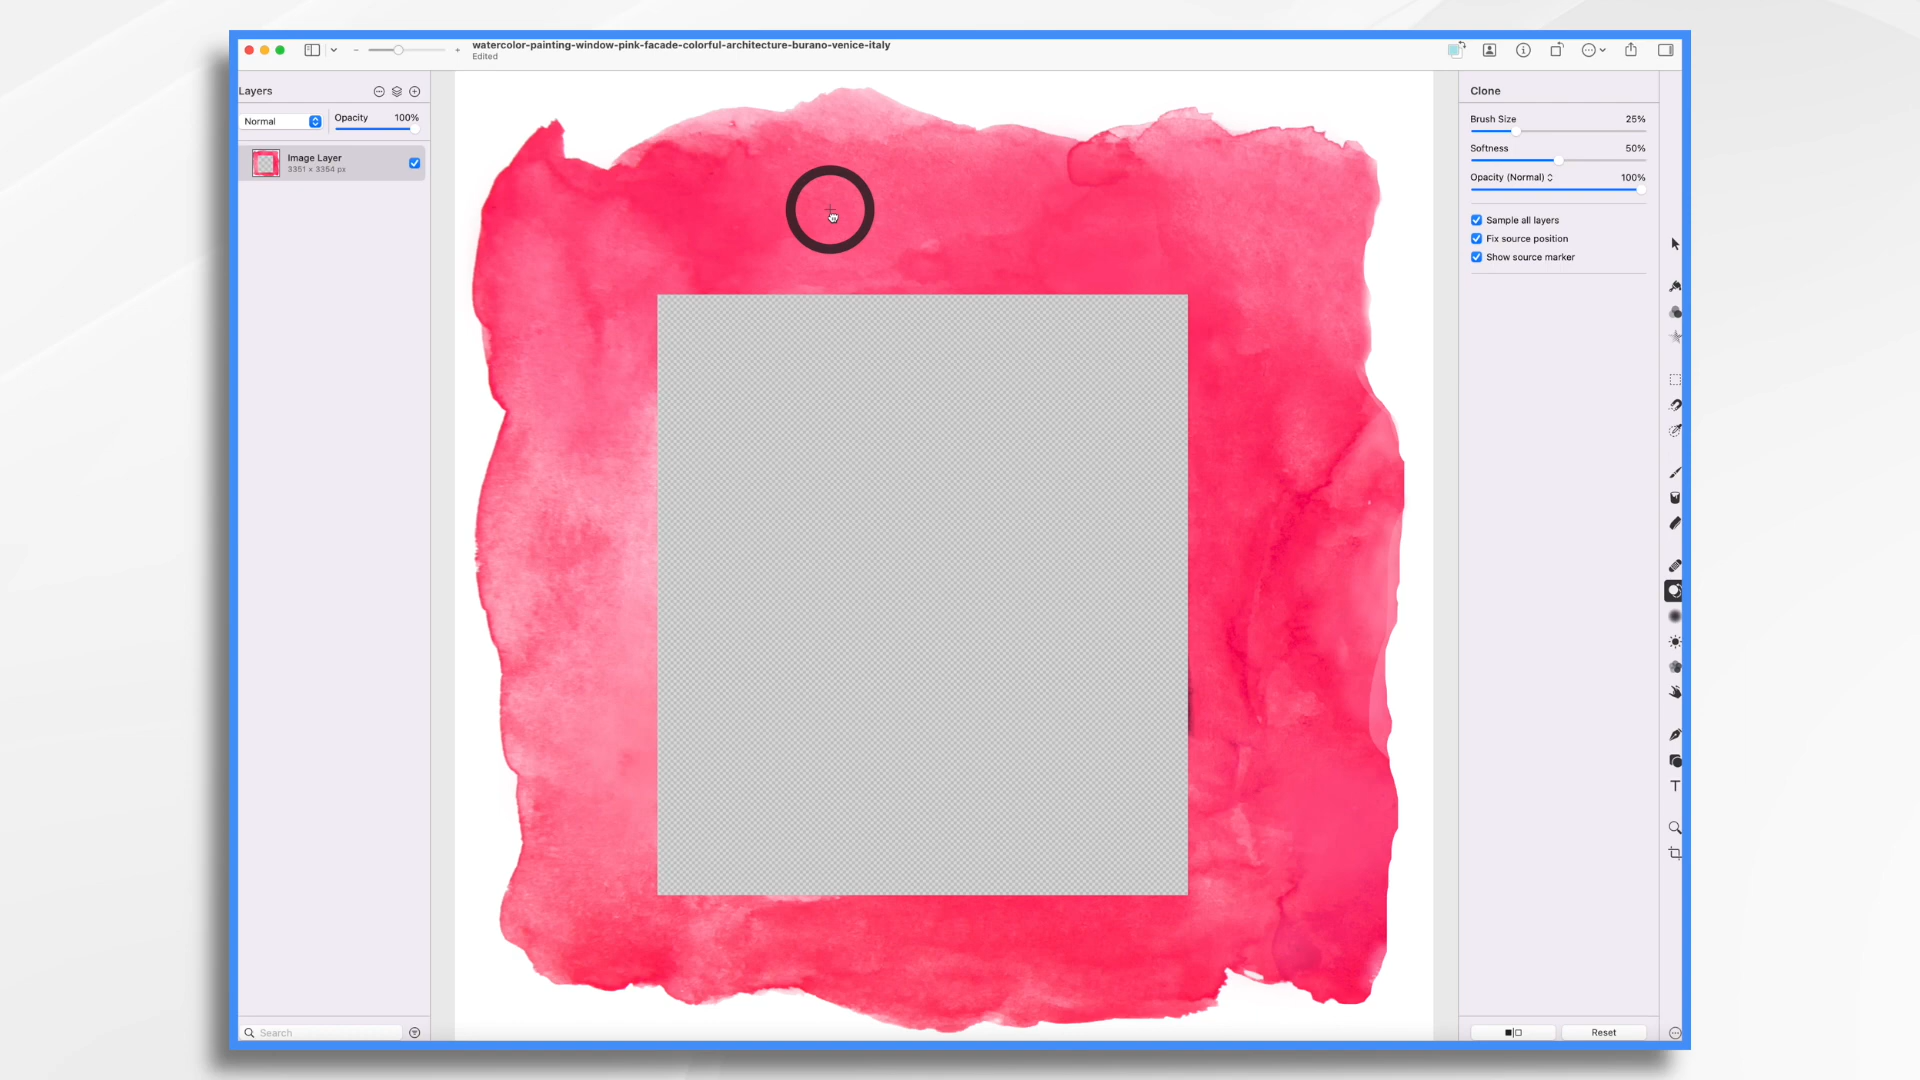 watercolor-painting-window-pink-facade-colorful-architecture-burano-venice-italy
Edited
Layers
Normal
Opacity 100%
Image Layer
3351 × 3354 px
Search
Clone
Brush Size 25%
Softness 50%
Opacity (Normal) 100%
Sample all layers
Fix source position
Show source marker
Reset